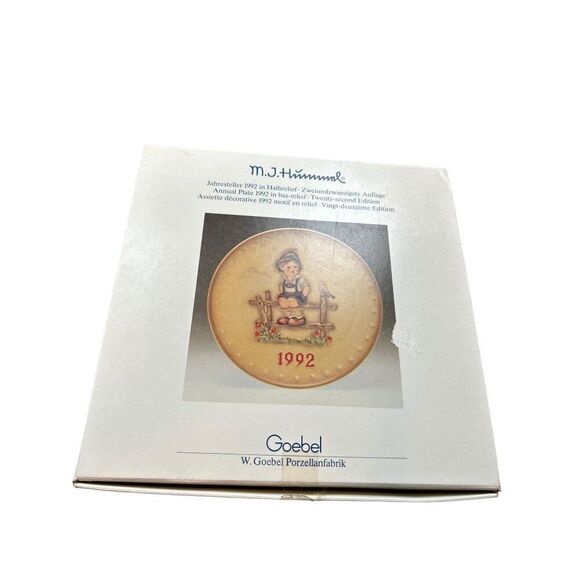 M.J.Hümmel®
Jahresteller 1992 in Halbrelief · Zweiundzwanzigste Auflage
Annual Plate 1992 in bas-relief · Twenty-second Edition
Assiette décorative 1992 motif en relief · Vingt-deuxième Edition
1992
Goebel
W. Goebel Porzellanfabrik